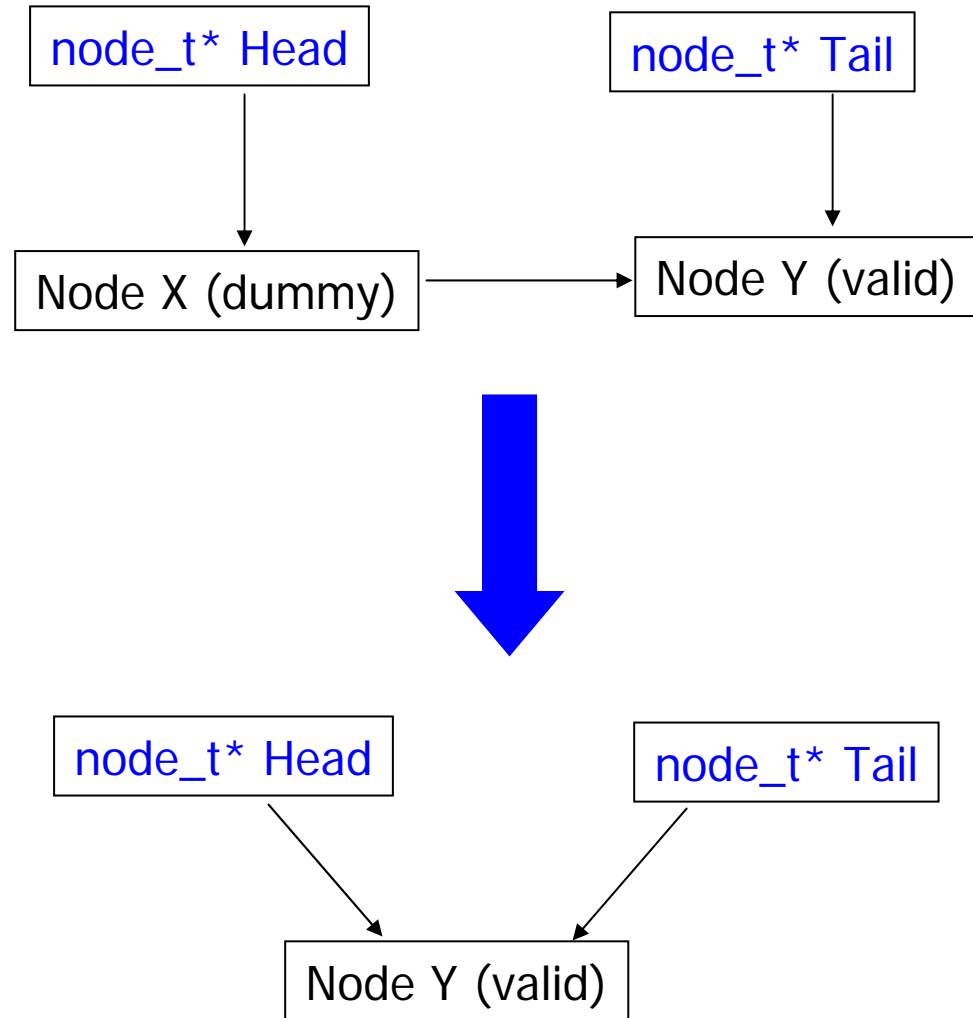 node_t* Head
node_t* Tail
Node X (dummy)
Node Y (valid)
node_t* Head
node_t* Tail
Node Y (valid)